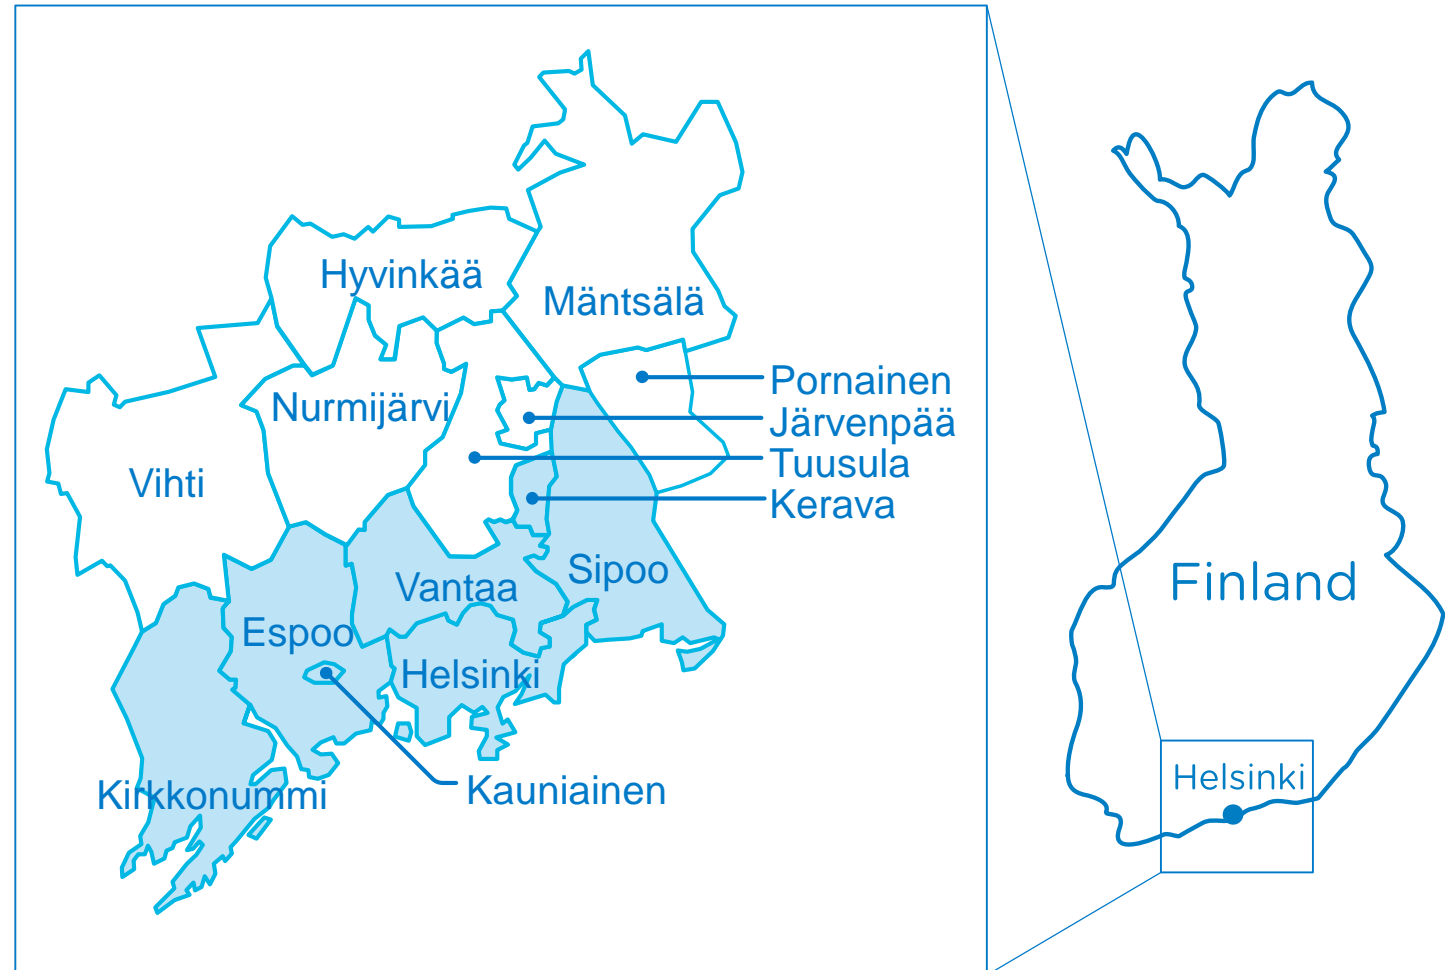 Hyvinkää
Mäntsälä
Pornainen
Nurmijärvi
Järvenpää
Tuusula
Vihti
Kerava
Sipoo
Vantaa
Finland
Espoo
Helsinki
Helsinki
Kirkkonummi
Kauniainen